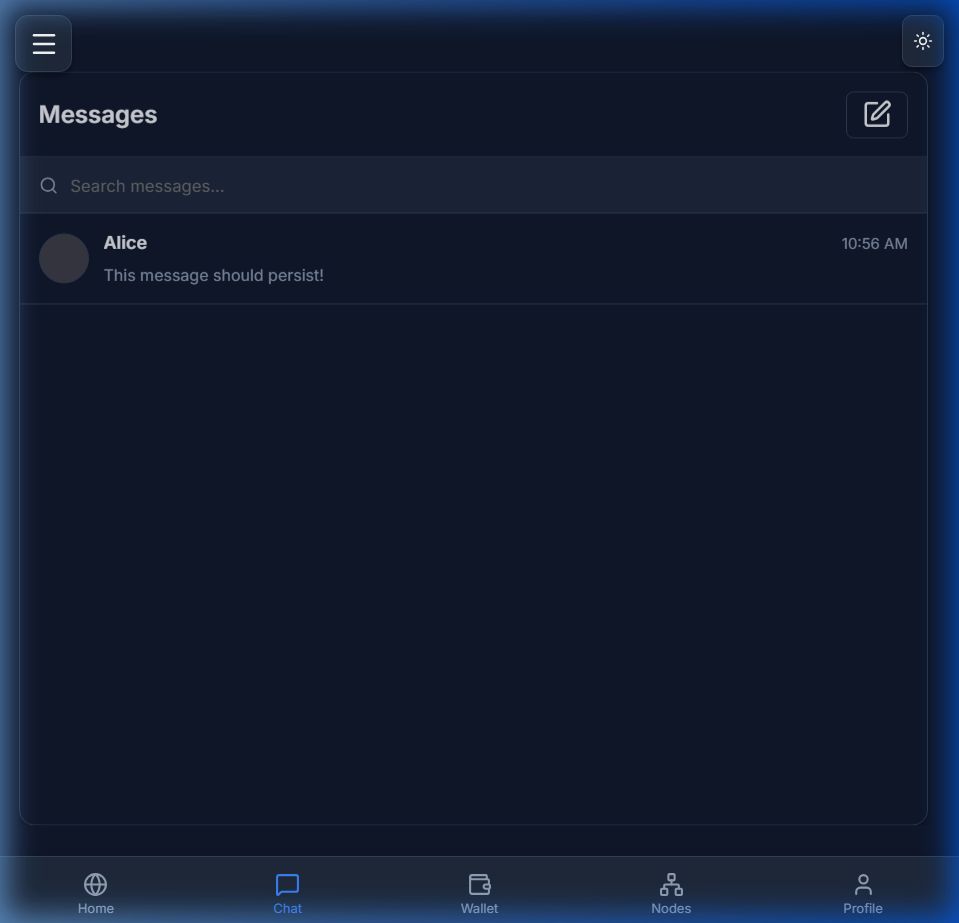 Messages
Search messages...
Alice
10:56 AM
This message should persist!
Home
Chat
Wallet
Nodes
Profile